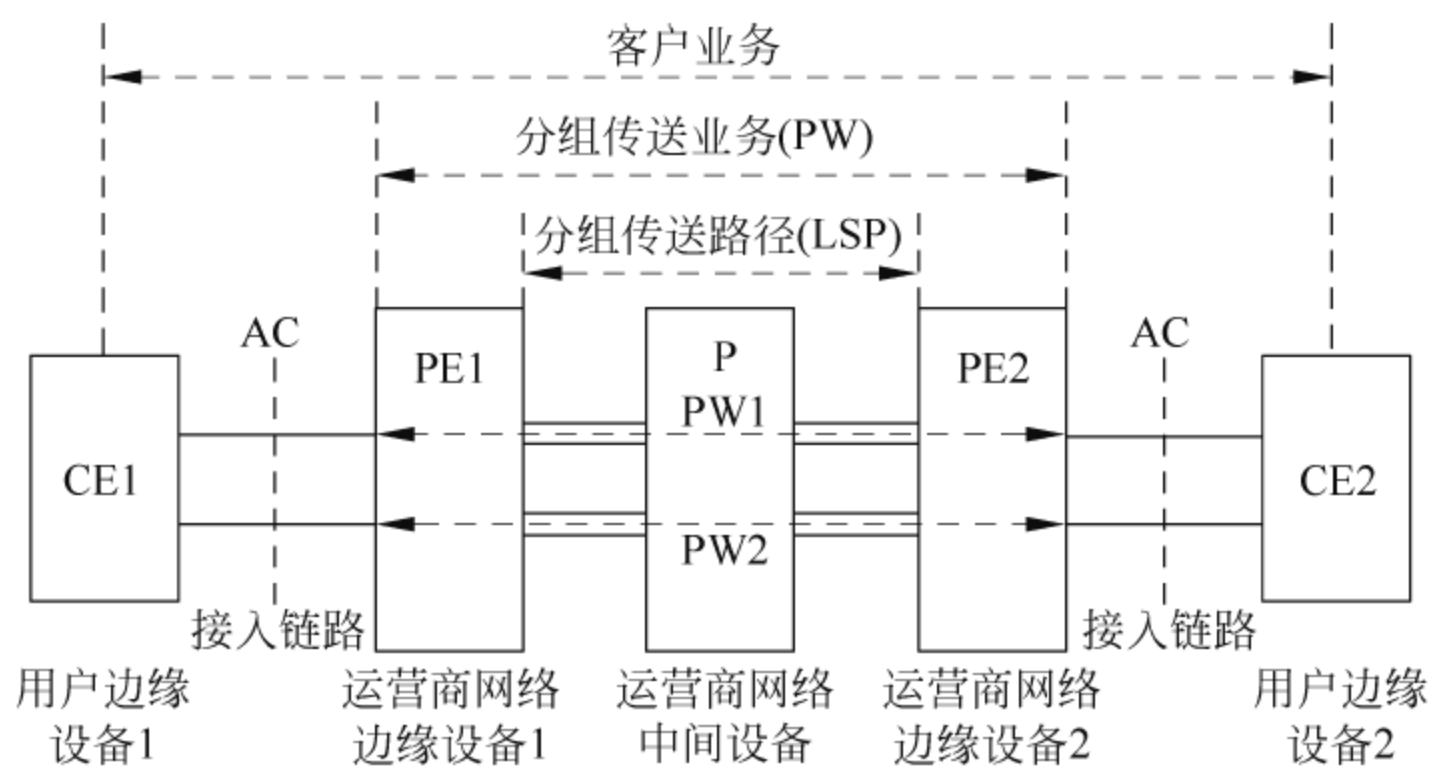 客户业务
分组传送业务(PW)
分组传送路径(LSP)
AC
AC
PE1
P
PE2
PW1
CE1
CE2
PW2
接入链路
接入链路
用户边缘
设备1
运营商网络
边缘设备1
运营商网络
中间设备
运营商网络
边缘设备2
用户边缘
设备2